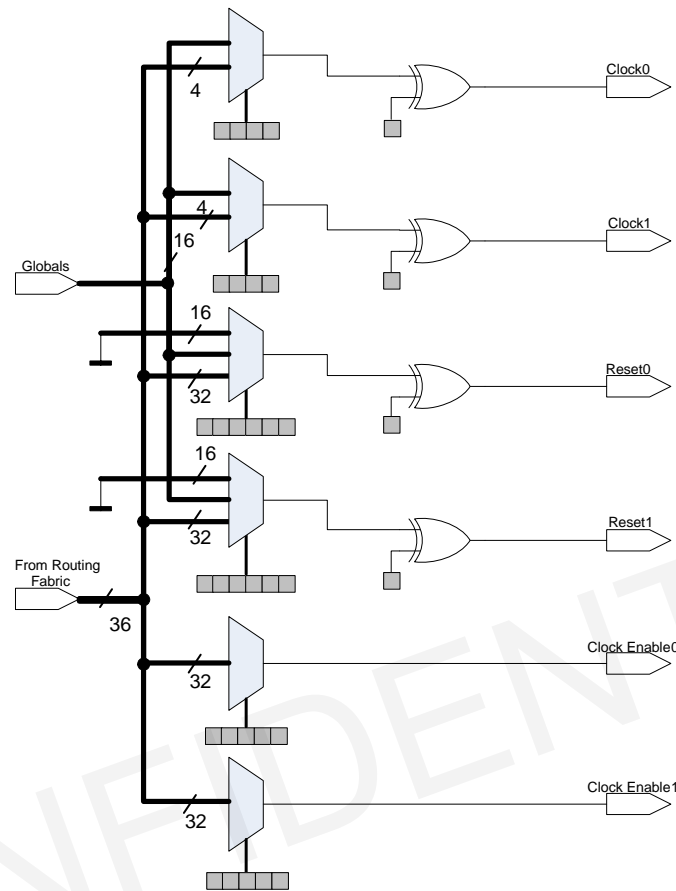 Clock0
4
4
Clock1
16
Globals
16
Reset0
32
16
32
Reset1
From Routing
Fabric
36
Clock Enable0
32
Clock Enable1
32
NFIDENT